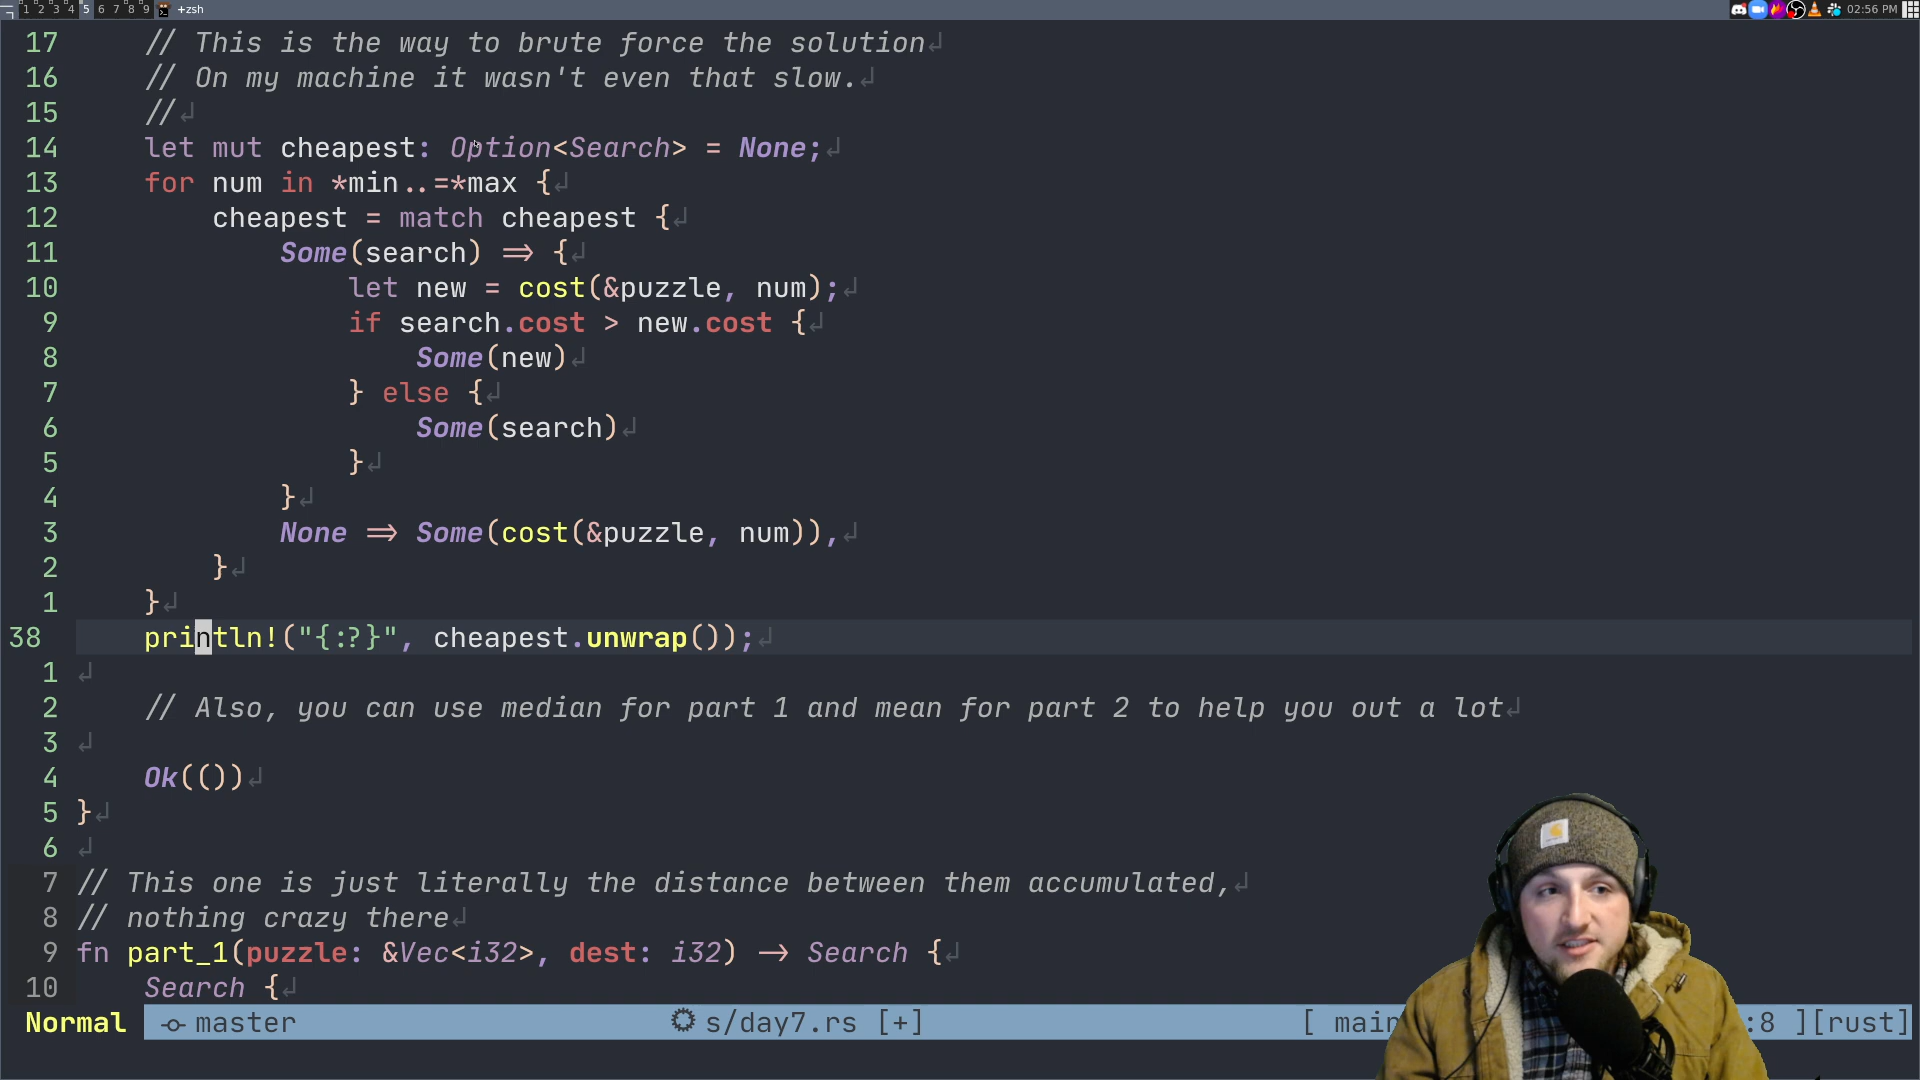 1 2 3 4 5 6 7 8 9 +zsh 02:56 PM
17 // This is the way to brute force the solution↲
16 // On my machine it wasn't even that slow.↲
15 //↲
14 let mut cheapest: Option<Search> = None;↲
13 for num in *min..=*max {↲
12 cheapest = match cheapest {↲
11 Some(search) => {↲
10 let new = cost(&puzzle, num);↲
9 if search.cost > new.cost {↲
8 Some(new)↲
7 } else {↲
6 Some(search)↲
5 }↲
4 }↲
3 None => Some(cost(&puzzle, num)),↲
2 }↲
1 }↲
38 println!("{:?}", cheapest.unwrap());↲
1 ↲
2 // Also, you can use median for part 1 and mean for part 2 to help you out a lot↲
3 ↲
4 Ok(())↲
5 }↲
6 ↲
7 // This one is just literally the distance between them accumulated,↲
8 // nothing crazy there↲
9 fn part_1(puzzle: &Vec<i32>, dest: i32) -> Search {↲
10 Search {↲
Normal master s/day7.rs [+] [ main :8 ][rust]